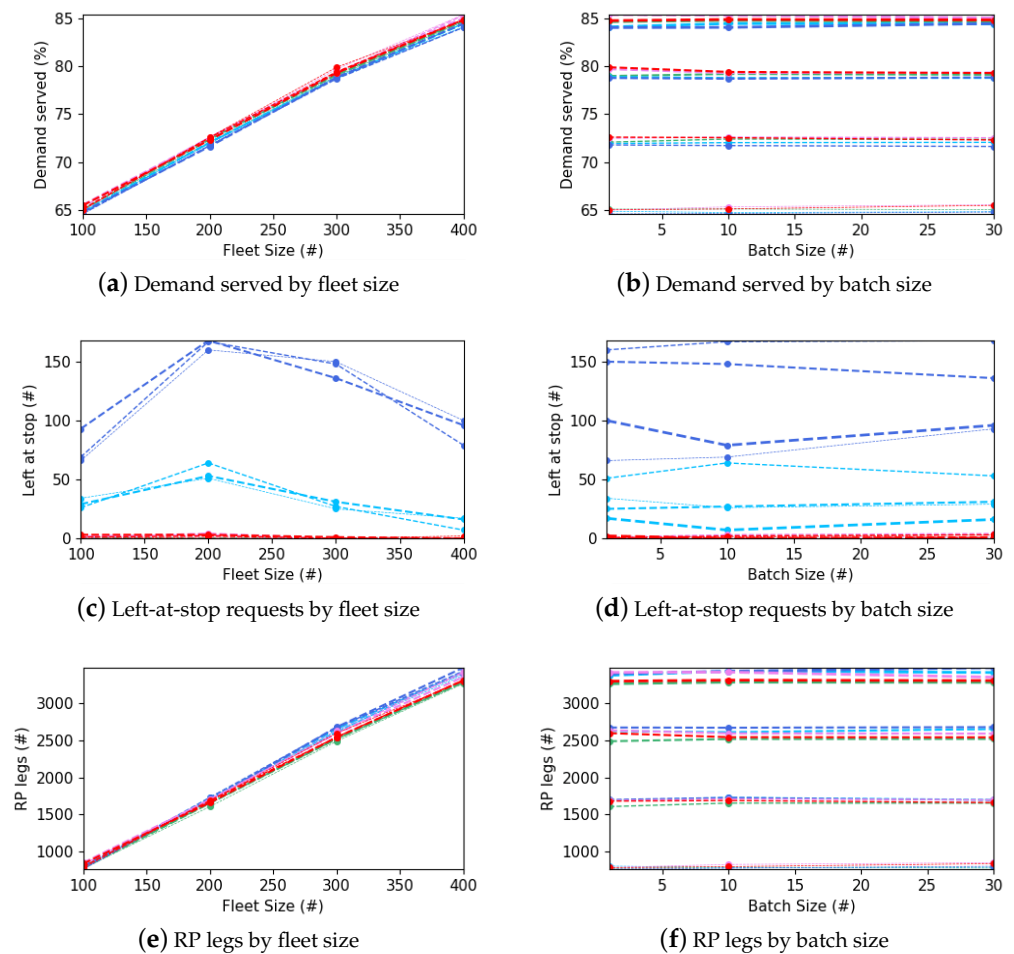 85
80
75
70
65
Demand served (%)
100 150 200 250 300 350 400
Fleet Size (#)
(a) Demand served by fleet size
85
80
75
70
65
Demand served (%)
5 10 15 20 25 30
Batch Size (#)
(b) Demand served by batch size
150
100
50
0
Left at stop (#)
100 150 200 250 300 350 400
Fleet Size (#)
(c) Left-at-stop requests by fleet size
150
100
50
0
Left at stop (#)
5 10 15 20 25 30
Batch Size (#)
(d) Left-at-stop requests by batch size
3000
2500
2000
1500
1000
RP legs (#)
100 150 200 250 300 350 400
Fleet Size (#)
(e) RP legs by fleet size
3000
2500
2000
1500
1000
RP legs (#)
5 10 15 20 25 30
Batch Size (#)
(f) RP legs by batch size